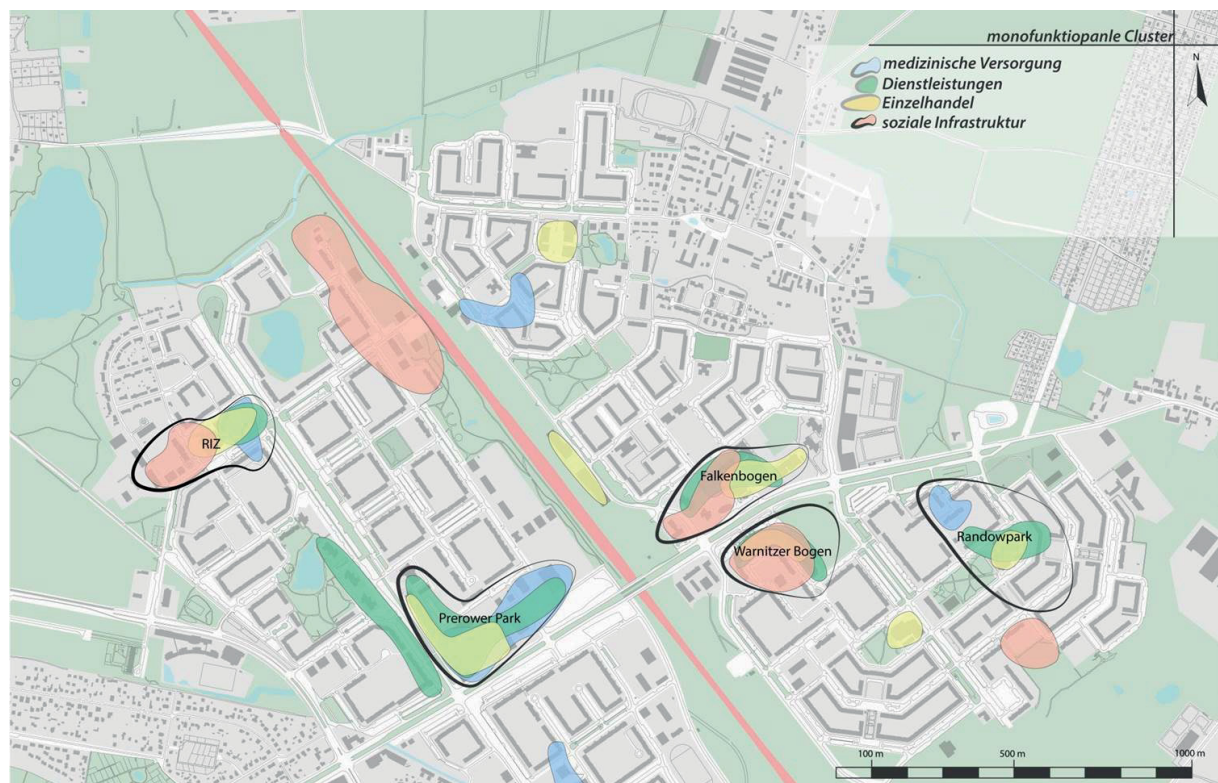 monofunktiopanle Cluster
medizinische Versorgung
Dienstleistungen
Einzelhandel
soziale Infrastruktur
N
RIZ
Falkenbogen
Warnitzer Bogen
Randowpark
Prerower Park
100 m 500 m 1000 m